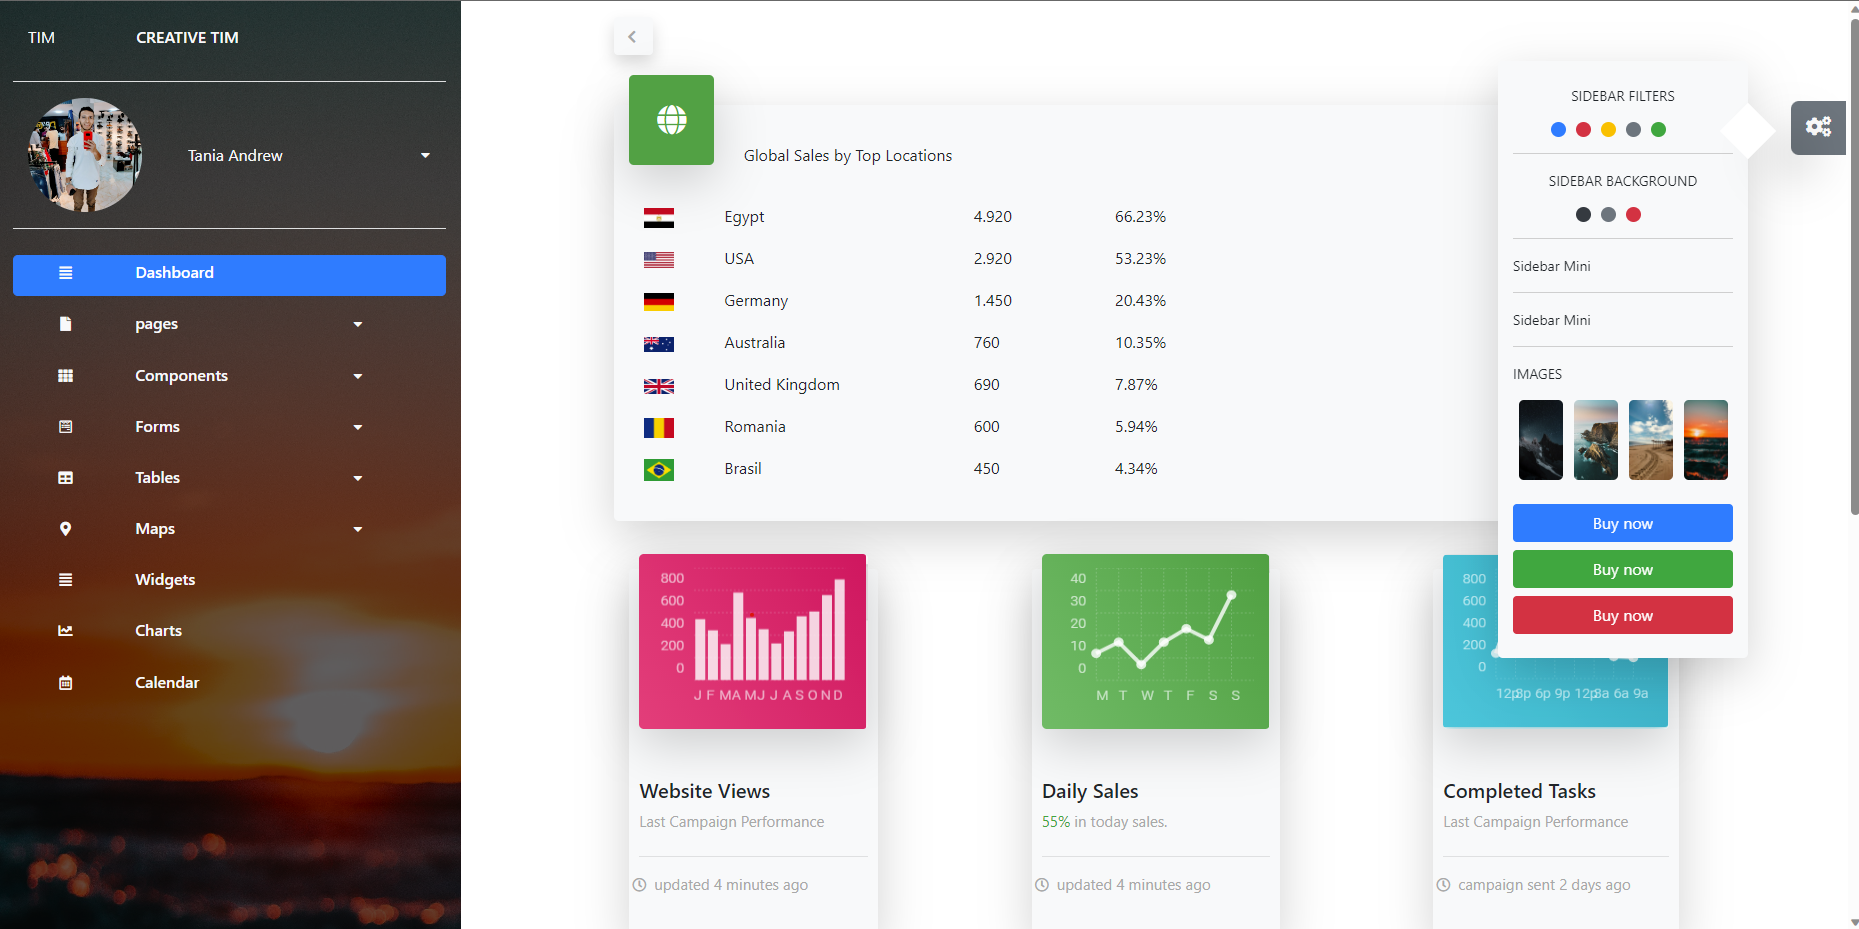 TIM CREATIVE TIM
Tania Andrew
Dashboard
pages
Components
Forms
Tables
Maps
Widgets
Charts
Calendar
Global Sales by Top Locations
Egypt 4.920 66.23%
USA 2.920 53.23%
Germany 1.450 20.43%
Australia 760 10.35%
United Kingdom 690 7.87%
Romania 600 5.94%
Brasil 450 4.34%
SIDEBAR FILTERS
SIDEBAR BACKGROUND
Sidebar Mini
Sidebar Mini
IMAGES
Buy now
Buy now
Buy now
800
600
400
200
0
J F M A M J J A S O N D
Website Views
Last Campaign Performance
updated 4 minutes ago
40
30
20
10
0
M T W T F S S
Daily Sales
55% in today sales.
updated 4 minutes ago
800
600
400
200
0
12p 3p 6p 9p 12p 3a 6a 9a
Completed Tasks
Last Campaign Performance
campaign sent 2 days ago